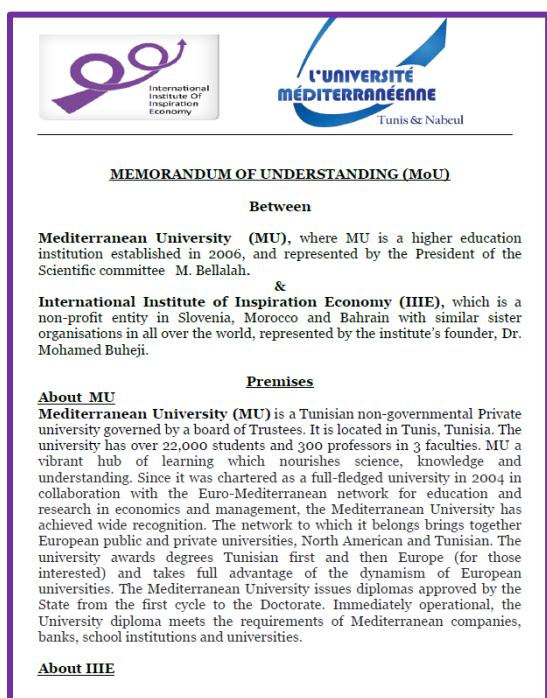 International
Institute Of
Inspiration
Economy
L'UNIVERSITÉ
MÉDITERRANÉENNE
Tunis & Nabeul
MEMORANDUM OF UNDERSTANDING (MoU)
Between
Mediterranean University (MU), where MU is a higher education
institution established in 2006, and represented by the President of the
Scientific committee M. Bellalah.
&
International Institute of Inspiration Economy (IIIE), which is a
non-profit entity in Slovenia, Morocco and Bahrain with similar sister
organisations in all over the world, represented by the institute's founder, Dr.
Mohamed Buheji.
Premises
About MU
Mediterranean University (MU) is a Tunisian non-governmental Private
university governed by a board of Trustees. It is located in Tunis, Tunisia. The
university has over 22,000 students and 300 professors in 3 faculties. MU a
vibrant hub of learning which nourishes science, knowledge and
understanding. Since it was chartered as a full-fledged university in 2004 in
collaboration with the Euro-Mediterranean network for education and
research in economics and management, the Mediterranean University has
achieved wide recognition. The network to which it belongs brings together
European public and private universities, North American and Tunisian. The
university awards degrees Tunisian first and then Europe (for those
interested) and takes full advantage of the dynamism of European
universities. The Mediterranean University issues diplomas approved by the
State from the first cycle to the Doctorate. Immediately operational, the
University diploma meets the requirements of Mediterranean companies,
banks, school institutions and universities.
About IIIE